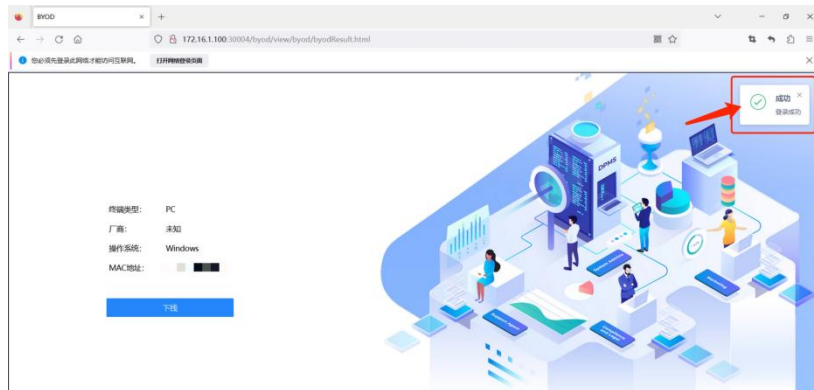 BYOD
172.16.1.100:30004/byod/view/byod/byodResult.html
您必须先登录此网络才能访问互联网。 打开网络登录页面
成功
登录成功
DPMS
终端类型: PC
厂商: 未知
操作系统: Windows
MAC地址:
下线